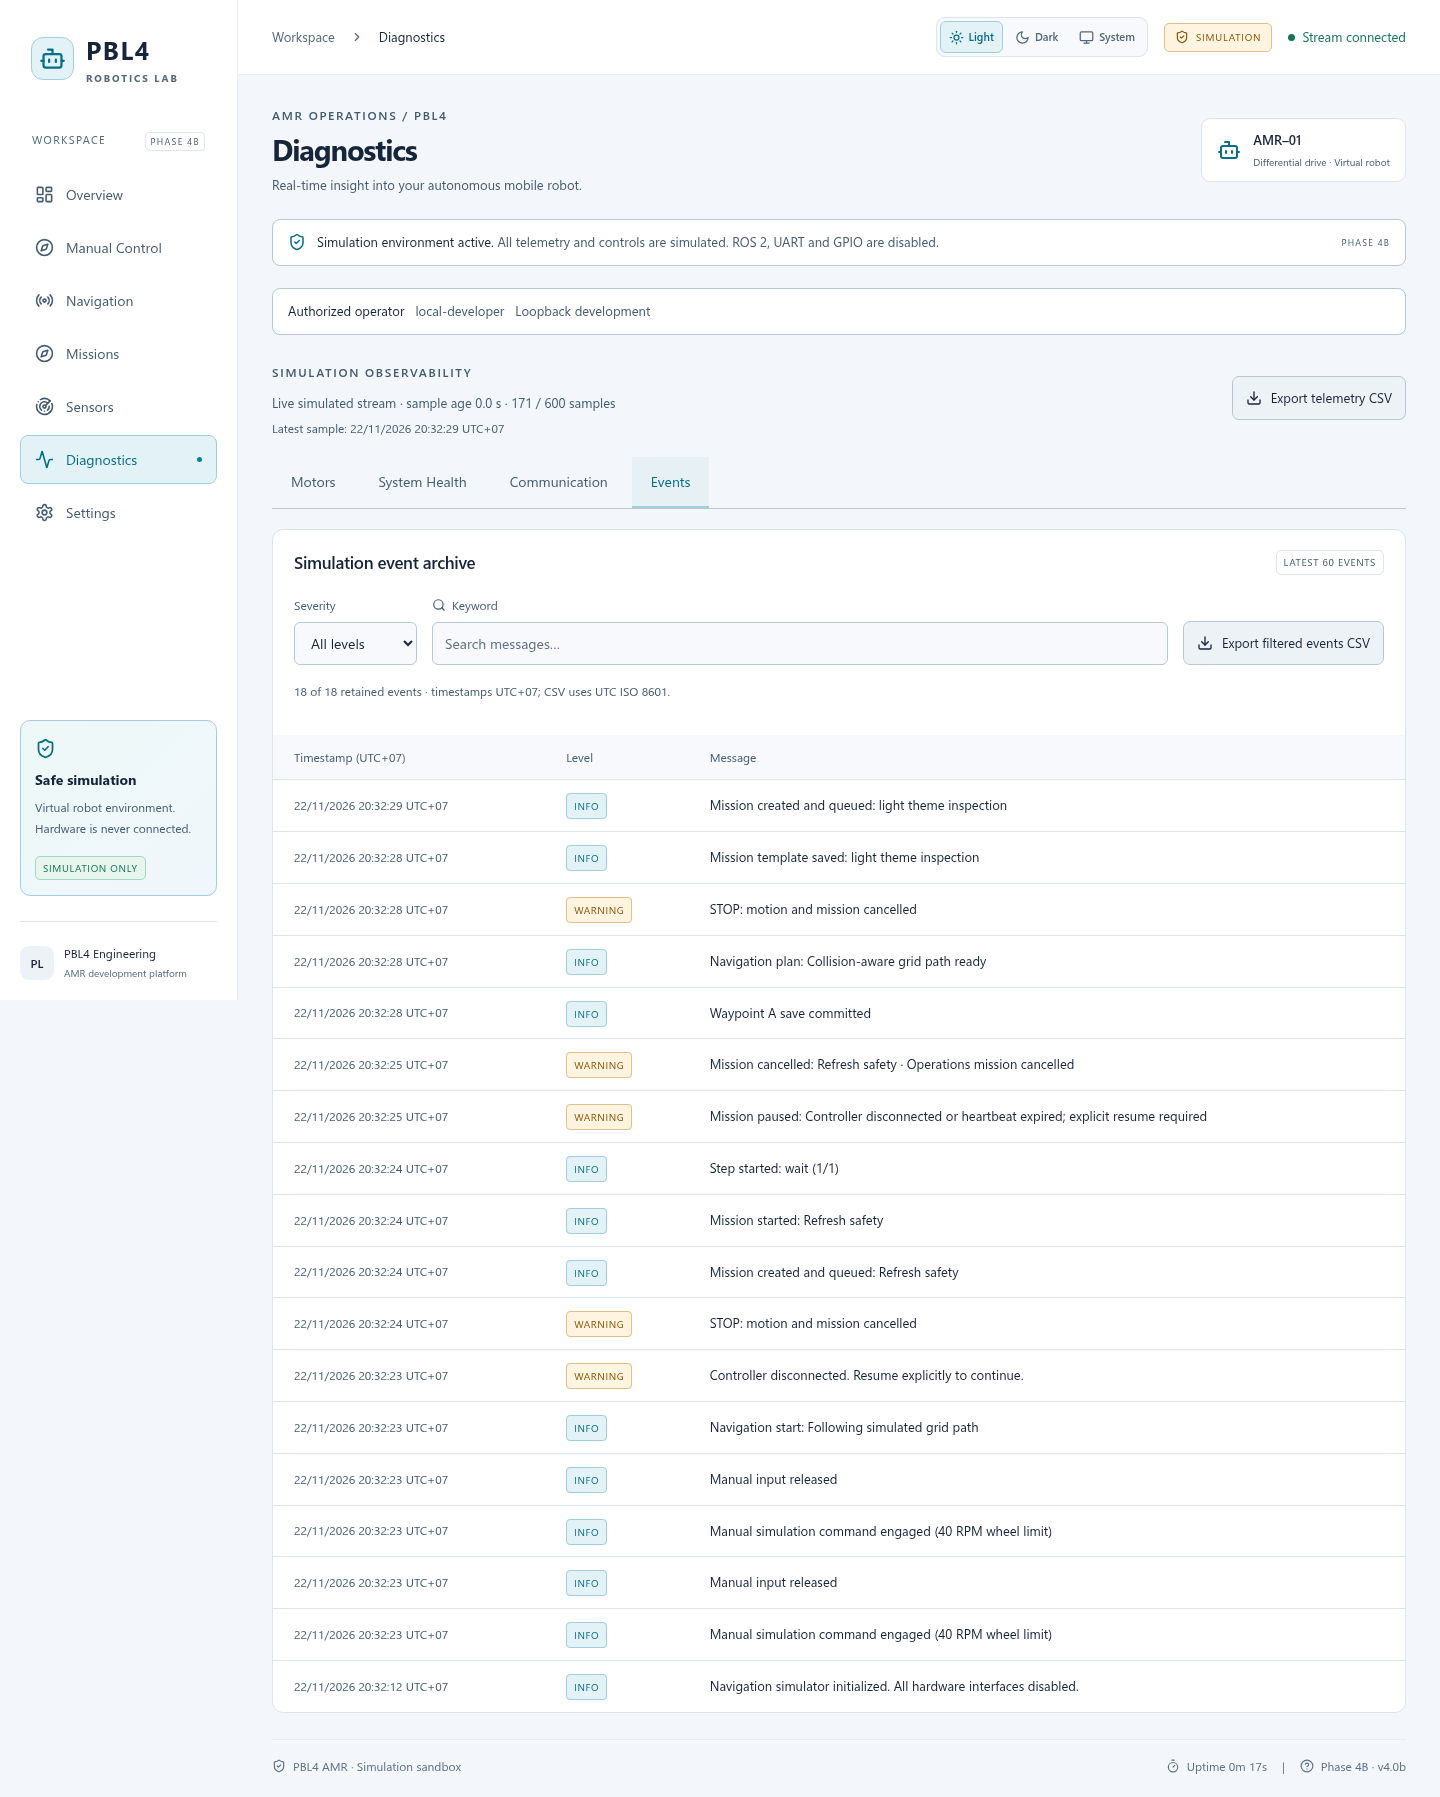 PBL4
ROBOTICS LAB
WORKSPACE
PHASE 4B
Overview
Manual Control
Navigation
Missions
Sensors
Diagnostics
Settings
Safe simulation
Virtual robot environment.
Hardware is never connected.
SIMULATION ONLY
PL
PBL4 Engineering
AMR development platform
Workspace > Diagnostics
Light Dark System
SIMULATION
Stream connected
AMR OPERATIONS / PBL4
Diagnostics
Real-time insight into your autonomous mobile robot.
AMR–01
Differential drive · Virtual robot
Simulation environment active. All telemetry and controls are simulated. ROS 2, UART and GPIO are disabled.
PHASE 4B
Authorized operator local-developer Loopback development
SIMULATION OBSERVABILITY
Live simulated stream · sample age 0.0 s · 171 / 600 samples
Latest sample: 22/11/2026 20:32:29 UTC+07
Export telemetry CSV
Motors System Health Communication Events
Simulation event archive
LATEST 60 EVENTS
Severity Keyword
All levels Search messages... Export filtered events CSV
18 of 18 retained events · timestamps UTC+07; CSV uses UTC ISO 8601.
Timestamp (UTC+07) Level Message
22/11/2026 20:32:29 UTC+07 INFO Mission created and queued: light theme inspection
22/11/2026 20:32:28 UTC+07 INFO Mission template saved: light theme inspection
22/11/2026 20:32:28 UTC+07 WARNING STOP: motion and mission cancelled
22/11/2026 20:32:28 UTC+07 INFO Navigation plan: Collision-aware grid path ready
22/11/2026 20:32:28 UTC+07 INFO Waypoint A save committed
22/11/2026 20:32:25 UTC+07 WARNING Mission cancelled: Refresh safety · Operations mission cancelled
22/11/2026 20:32:25 UTC+07 WARNING Mission paused: Controller disconnected or heartbeat expired; explicit resume required
22/11/2026 20:32:24 UTC+07 INFO Step started: wait (1/1)
22/11/2026 20:32:24 UTC+07 INFO Mission started: Refresh safety
22/11/2026 20:32:24 UTC+07 INFO Mission created and queued: Refresh safety
22/11/2026 20:32:24 UTC+07 WARNING STOP: motion and mission cancelled
22/11/2026 20:32:23 UTC+07 WARNING Controller disconnected. Resume explicitly to continue.
22/11/2026 20:32:23 UTC+07 INFO Navigation start: Following simulated grid path
22/11/2026 20:32:23 UTC+07 INFO Manual input released
22/11/2026 20:32:23 UTC+07 INFO Manual simulation command engaged (40 RPM wheel limit)
22/11/2026 20:32:23 UTC+07 INFO Manual input released
22/11/2026 20:32:23 UTC+07 INFO Manual simulation command engaged (40 RPM wheel limit)
22/11/2026 20:32:12 UTC+07 INFO Navigation simulator initialized. All hardware interfaces disabled.
PBL4 AMR · Simulation sandbox
Uptime 0m 17s | Phase 4B · v4.0b